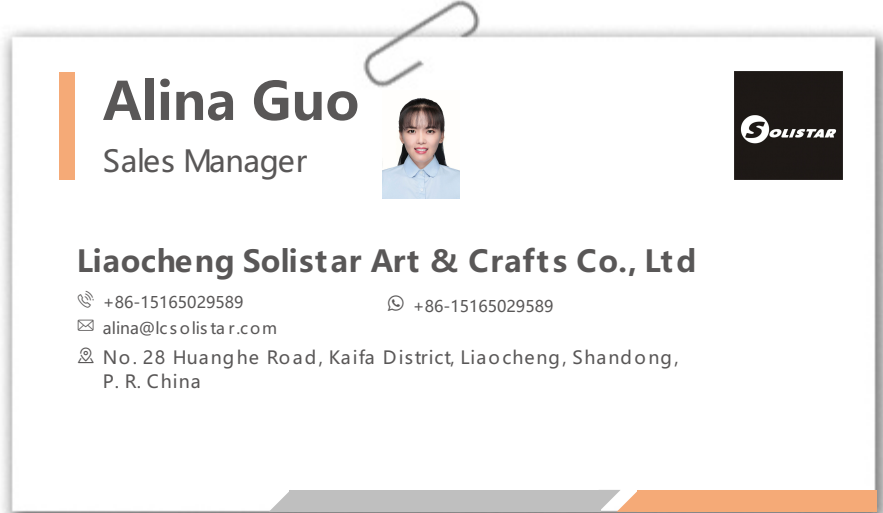 Alina Guo
Sales Manager
SOLISTAR
Liaocheng Solistar Art & Crafts Co., Ltd
+86-15165029589
+86-15165029589
alina@lcsolistar.com
No. 28 Huanghe Road, Kaifa District, Liaocheng, Shandong,
P. R. China